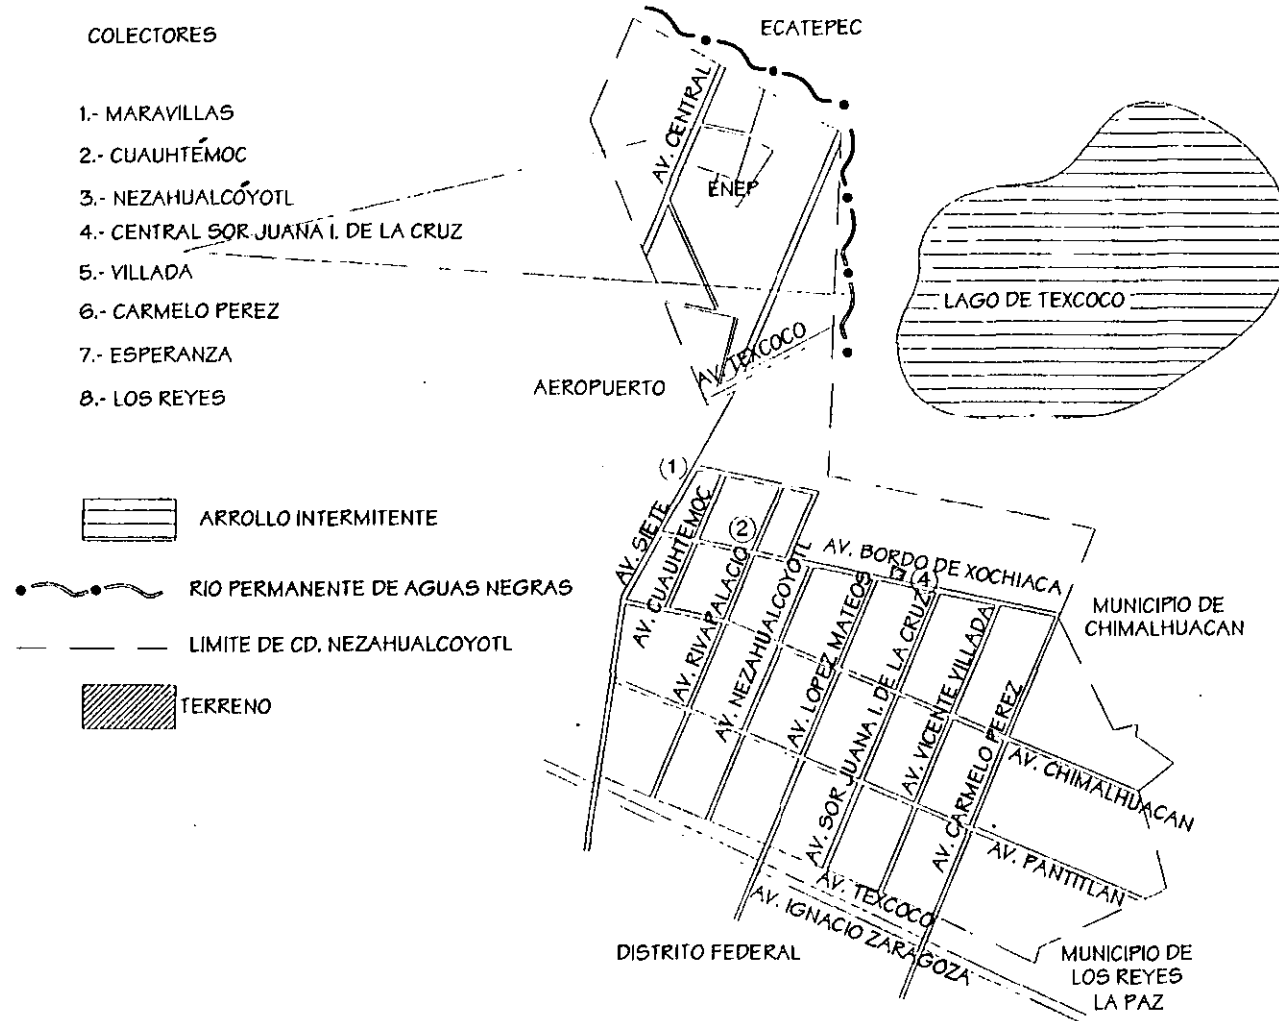 COLECTORES
1.- MARAVILLAS
2.- CUAUHTÉMOC
3.- NEZAHUALCÓYOTL
4.- CENTRAL SOR JUANA I. DE LA CRUZ
5.- VILLADA
6.- CARMELO PEREZ
7.- ESPERANZA
8.- LOS REYES
ARROLLO INTERMITENTE
RIO PERMANENTE DE AGUAS NEGRAS
LIMITE DE CD. NEZAHUALCOYOTL
TERRENO
ECATEPEC
AV. CENTRAL
ENEP
LAGO DE TEXCOCO
AV. TEXCOCO
AEROPUERTO
(1)
AV. SIETE
AV. CUAUHTEMOC
(2)
AV. RIVAPALACIO
AV. NEZAHUALCOYOTL
AV. BORDO DE XOCHIACA
(4)
AV. LOPEZ MATEOS
AV. SOR JUANA I. DE LA CRUZ
AV. VICENTE VILLADA
AV. CARMELO PEREZ
MUNICIPIO DE
CHIMALHUACAN
AV. CHIMALHUACAN
AV. PANTITLAN
AV. TEXCOCO
AV. IGNACIO ZARAGOZA
DISTRITO FEDERAL
MUNICIPIO DE
LOS REYES
LA PAZ